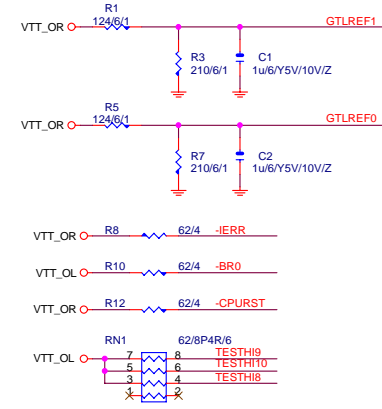 R1
VTT_OR 124/6/1 GTLREF1
R3 C1
210/6/1 1u/6/Y5V/10V/Z
R5
VTT_OR 124/6/1 GTLREF0
R7 C2
210/6/1 1u/6/Y5V/10V/Z
VTT_OR R8 62/4 -IERR
VTT_OL R10 62/4 -BR0
VTT_OR R12 62/4 -CPURST
RN1 62/8P4R/6
VTT_OL 7 8 TESTHI9
5 6 TESTHI10
3 4 TESTHI8
1 2